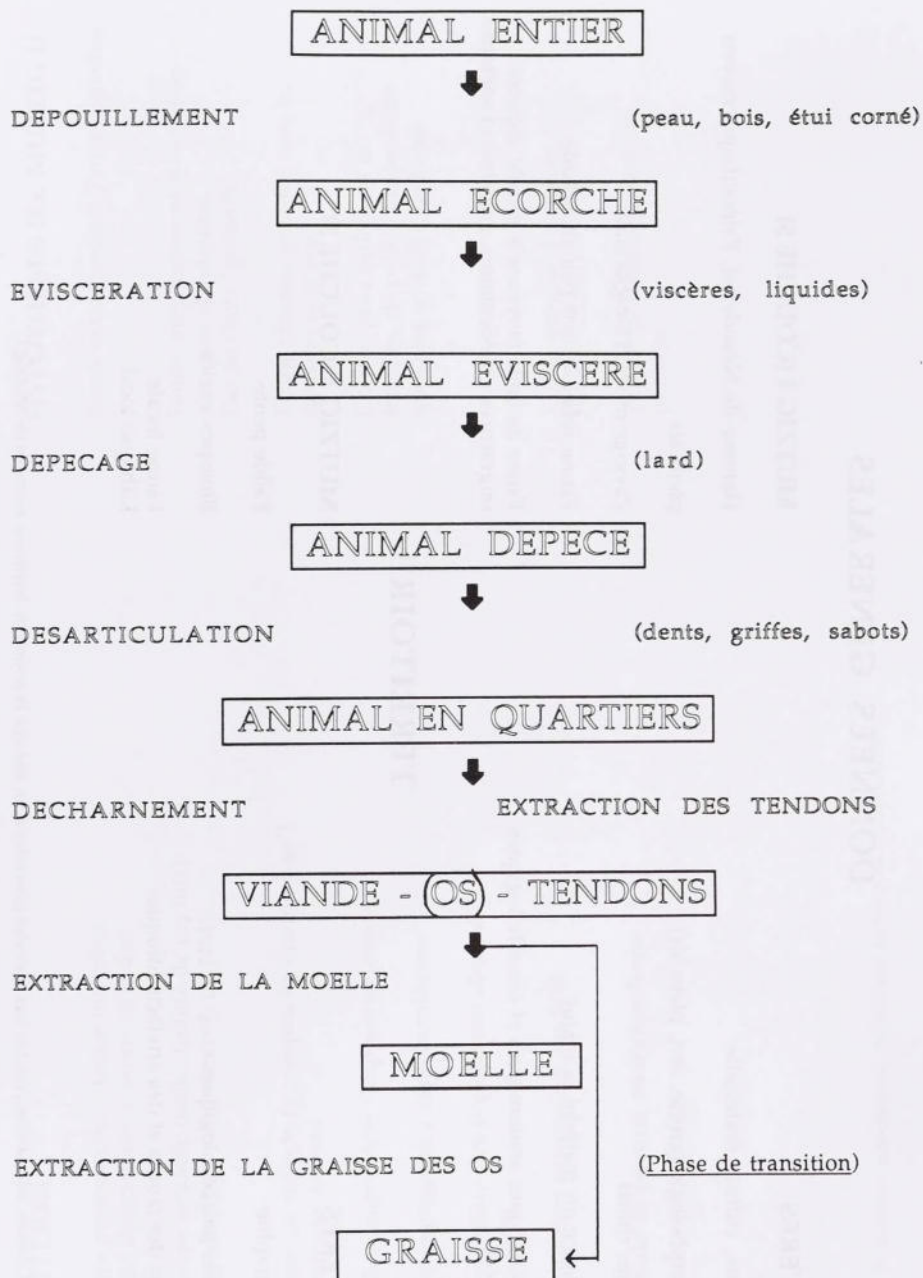 ANIMAL ENTIER
DEPOUILLEMENT (peau, bois, étui corné)
ANIMAL ECORCHE
EVISCERATION (viscères, liquides)
ANIMAL EVISCERE
DEPECAGE (lard)
ANIMAL DEPECE
DESARTICULATION (dents, griffes, sabots)
ANIMAL EN QUARTIERS
DECHARNEMENT EXTRACTION DES TENDONS
VIANDE - (OS) - TENDONS
EXTRACTION DE LA MOELLE
MOELLE
EXTRACTION DE LA GRAISSE DES OS (Phase de transition)
GRAISSE